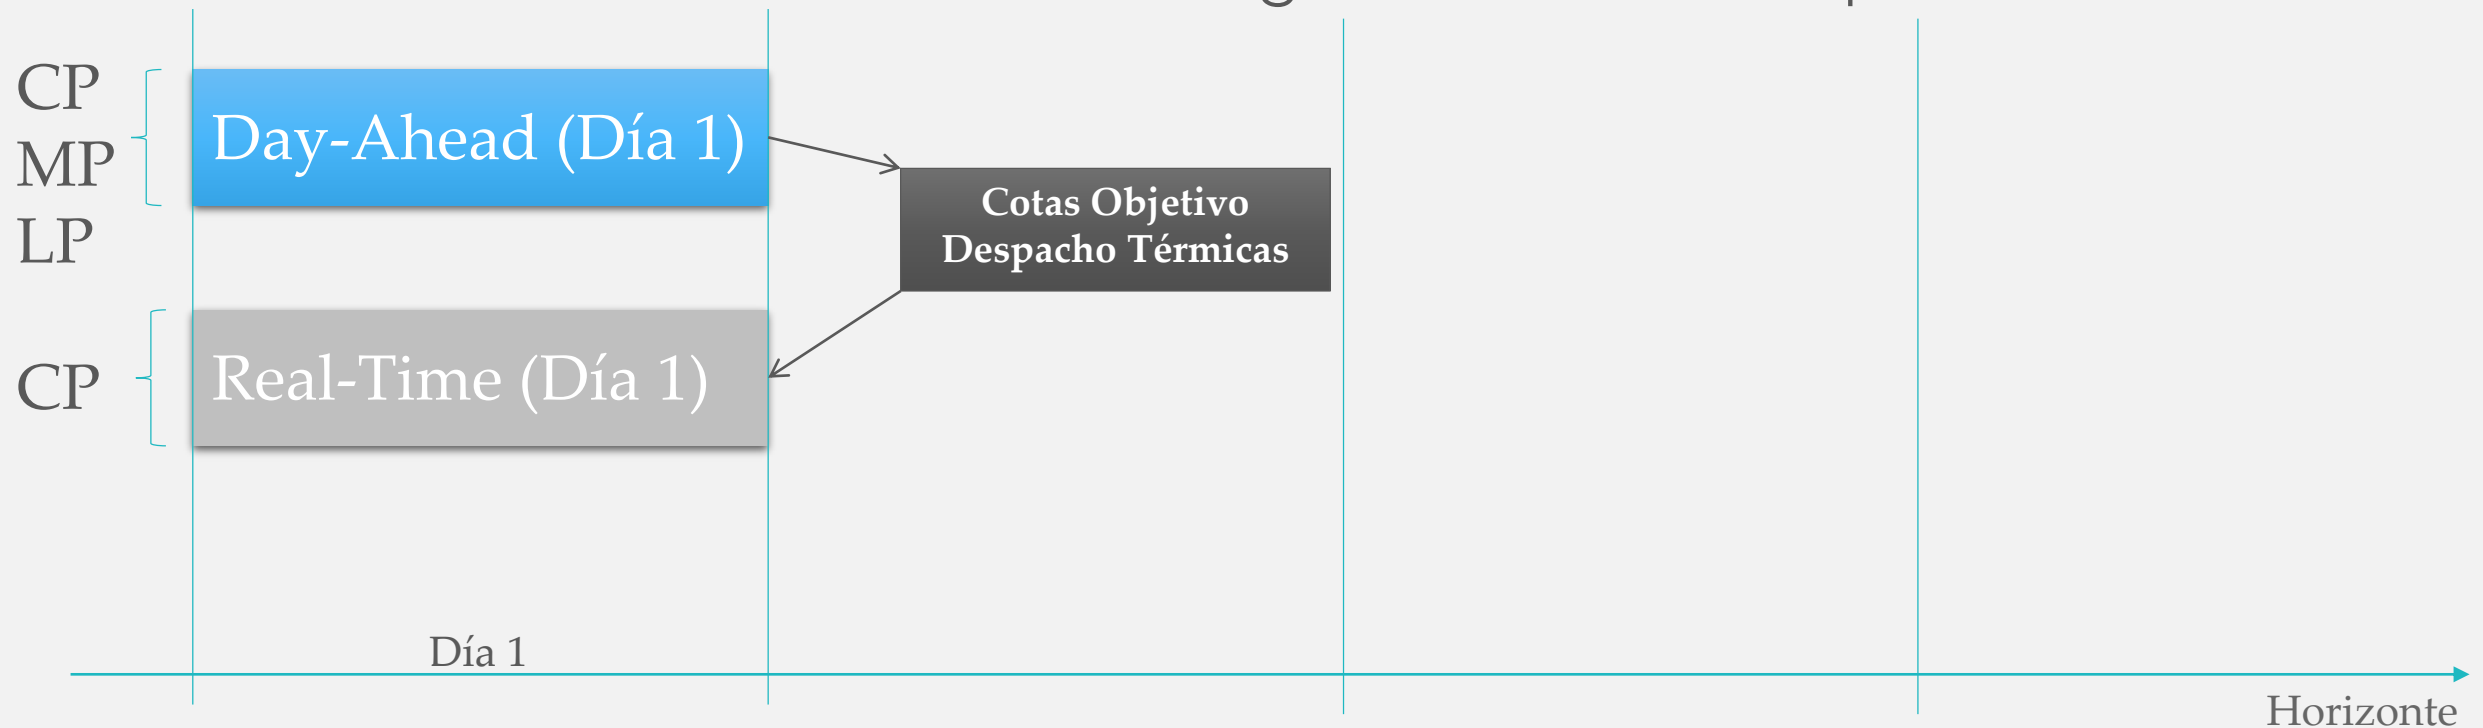 CP
MP
LP
Day-Ahead (Día 1)
Cotas Objetivo
Despacho Térmicas
CP
Real-Time (Día 1)
Día 1
Horizonte